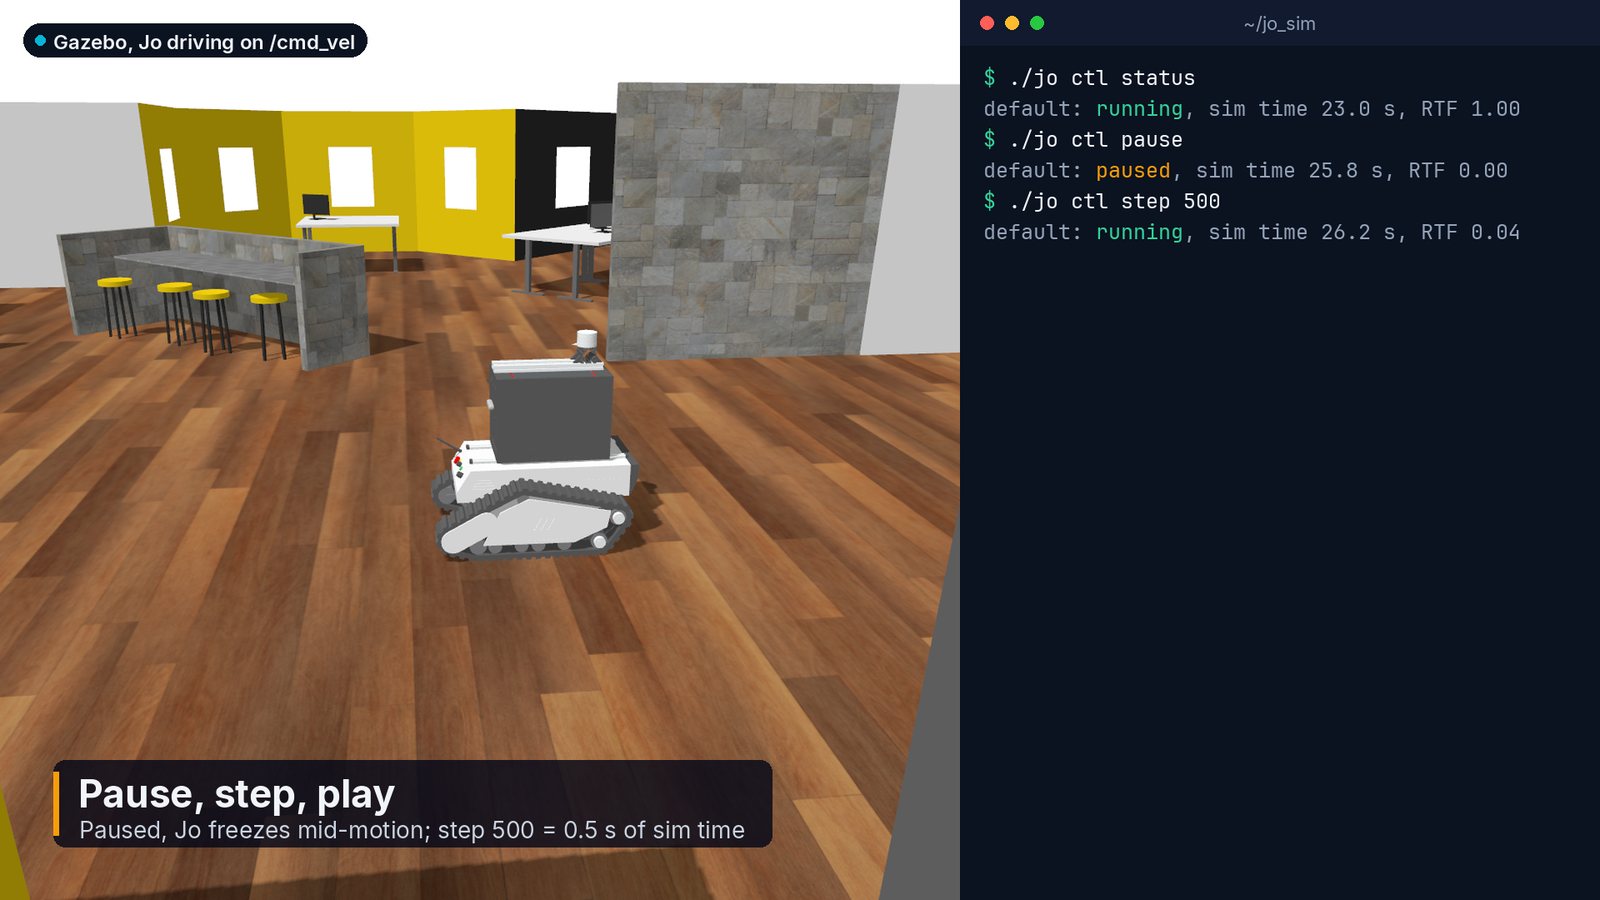 Gazebo, Jo driving on /cmd_vel
~/jo_sim
$ ./jo ctl status
default: running, sim time 23.0 s, RTF 1.00
$ ./jo ctl pause
default: paused, sim time 25.8 s, RTF 0.00
$ ./jo ctl step 500
default: running, sim time 26.2 s, RTF 0.04
Pause, step, play
Paused, Jo freezes mid-motion; step 500 = 0.5 s of sim time